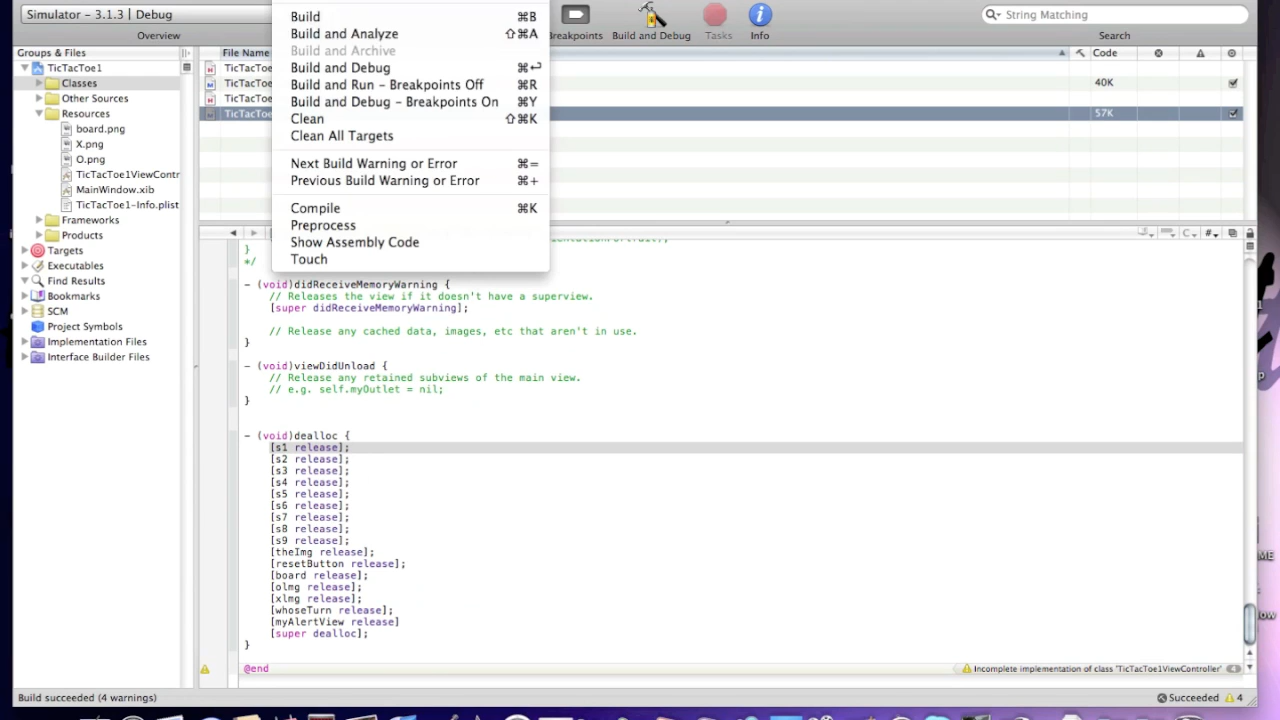 Simulator – 3.1.3 | Debug
Breakpoints
Build and Debug
Tasks
Info
String Matching
Overview
Search
Build ⌘B
Build and Analyze ⇧⌘A
Build and Archive
Build and Debug ⌘↩
Build and Run – Breakpoints Off ⌘R
Build and Debug – Breakpoints On ⌘Y
Clean ⇧⌘K
Clean All Targets
Next Build Warning or Error ⌘=
Previous Build Warning or Error ⌘+
Compile ⌘K
Preprocess
Show Assembly Code
Touch
Groups & Files
TicTacToe1
Classes
Other Sources
Resources
board.png
X.png
O.png
TicTacToe1ViewContr
MainWindow.xib
TicTacToe1-Info.plist
Frameworks
Products
Targets
Executables
Find Results
Bookmarks
SCM
Project Symbols
Implementation Files
Interface Builder Files
File Name
Code
TicTacToe
TicTacToe 40K
TicTacToe
TicTacToe 57K
}
*/
- (void)didReceiveMemoryWarning {
// Releases the view if it doesn't have a superview.
[super didReceiveMemoryWarning];
// Release any cached data, images, etc that aren't in use.
}
- (void)viewDidUnload {
// Release any retained subviews of the main view.
// e.g. self.myOutlet = nil;
}
- (void)dealloc {
[s1 release];
[s2 release];
[s3 release];
[s4 release];
[s5 release];
[s6 release];
[s7 release];
[s8 release];
[s9 release];
[theImg release];
[resetButton release];
[board release];
[oImg release];
[xImg release];
[whoseTurn release];
[myAlertView release]
[super dealloc];
}
@end
Incomplete implementation of class 'TicTacToe1ViewController' 4
Build succeeded (4 warnings)
Succeeded 4